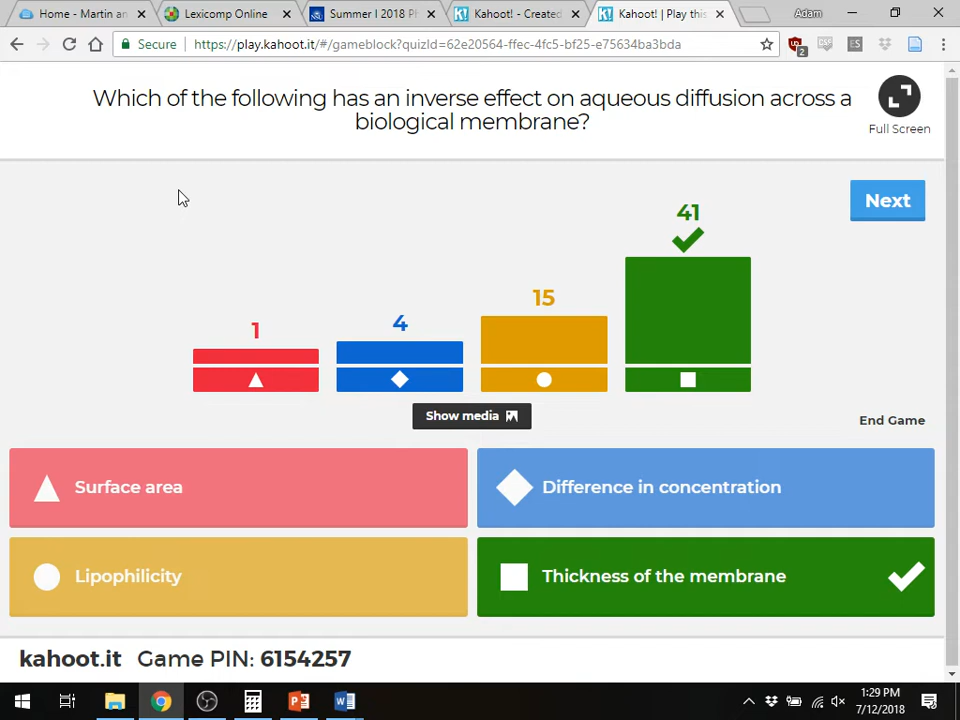 Home - Martin an
Lexicomp Online
Summer I 2018 Ph
Kahoot! - Created
Kahoot! | Play this
Adam
Secure
https://play.kahoot.it/#/gameblock?quizId=62e20564-ffec-4fc5-bf25-e75634ba3bda
2
ES
Which of the following has an inverse effect on aqueous diffusion across a
biological membrane?
Full Screen
Next
1
4
15
41
Show media
End Game
Surface area
Difference in concentration
Lipophilicity
Thickness of the membrane
kahoot.it Game PIN: 6154257
1:29 PM
7/12/2018